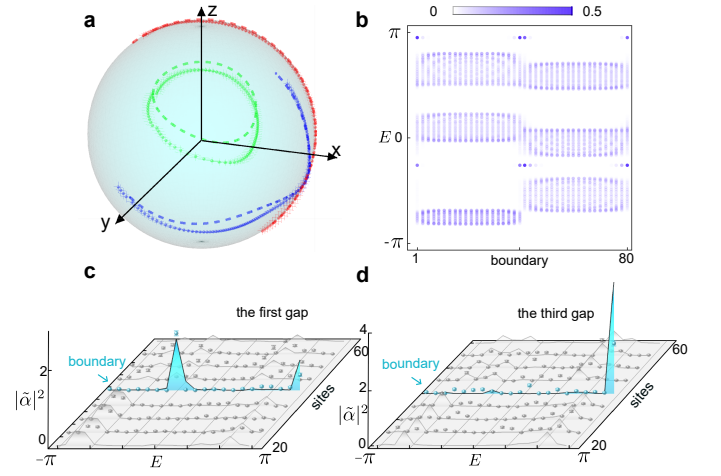 a
z
x
y
b
0
0.5
π
E 0
-π
1
boundary
80
c
the first gap
boundary
2
|α̃|²
0
-π
E
π
20
sites
60
d
the third gap
boundary
4
2
|α̃|²
0
-π
E
π
20
sites
60